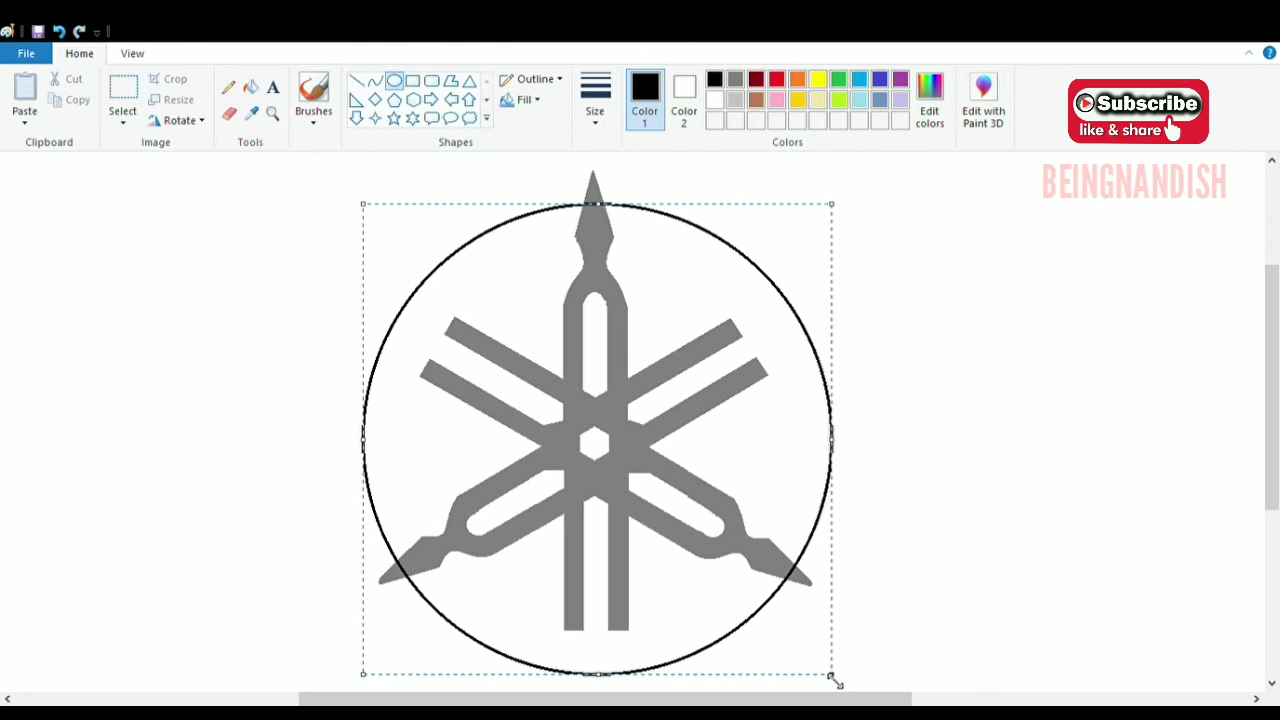 File Home View
Paste Cut Copy
Clipboard
Select Crop Resize Rotate
Image
Tools
Brushes
Outline
Fill
Shapes
Size
Color 1
Color 2
Edit colors
Colors
Edit with Paint 3D
Subscribe
like & share
BEINGNANDISH